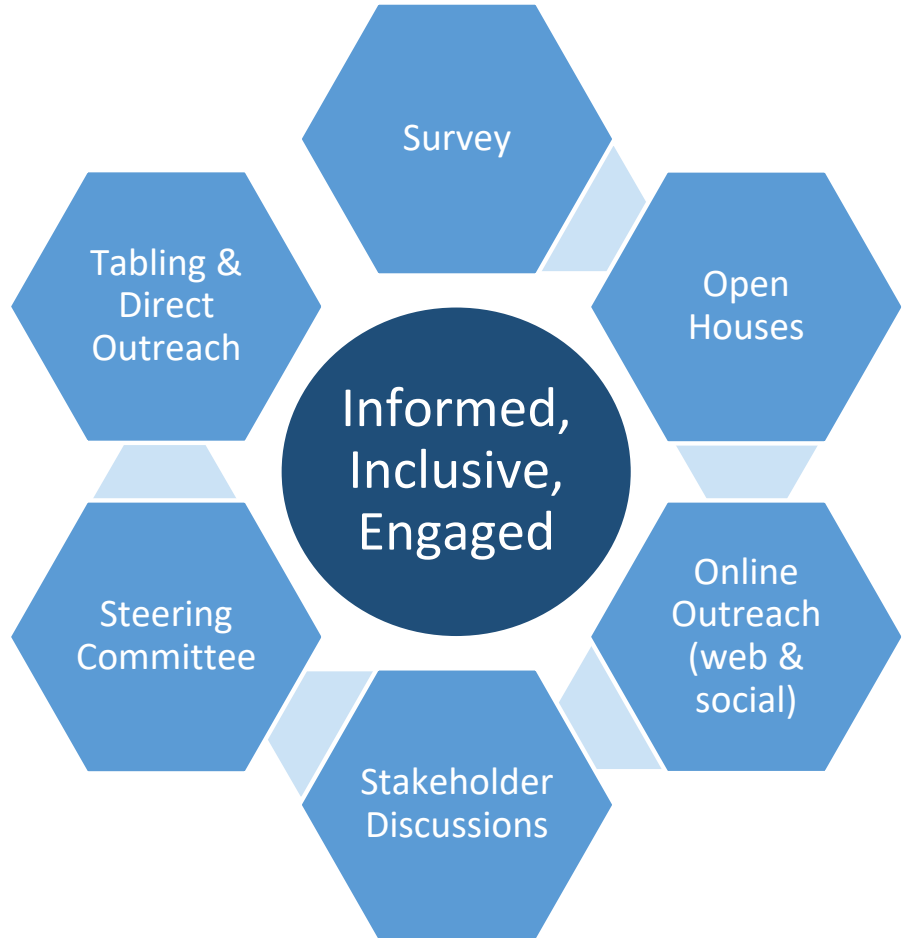 Survey
Open
Houses
Online
Outreach
(web &
social)
Stakeholder
Discussions
Steering
Committee
Tabling &
Direct
Outreach
Informed,
Inclusive,
Engaged